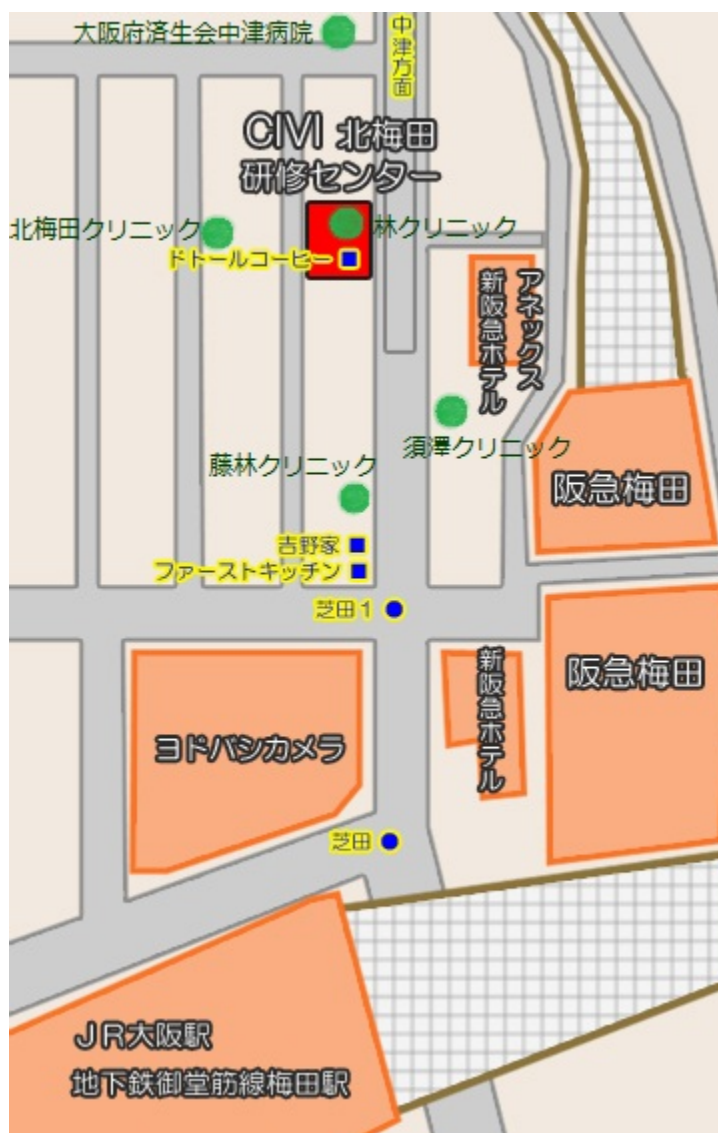 大阪府済生会中津病院
中津方面
CIVI 北梅田
研修センター
北梅田クリニック
林クリニック
ドトールコーヒー
アネックス
新阪急ホテル
須澤クリニック
藤林クリニック
阪急梅田
吉野家
ファーストキッチン
芝田1
新阪急ホテル
阪急梅田
ヨドバシカメラ
芝田
JR大阪駅
地下鉄御堂筋線梅田駅